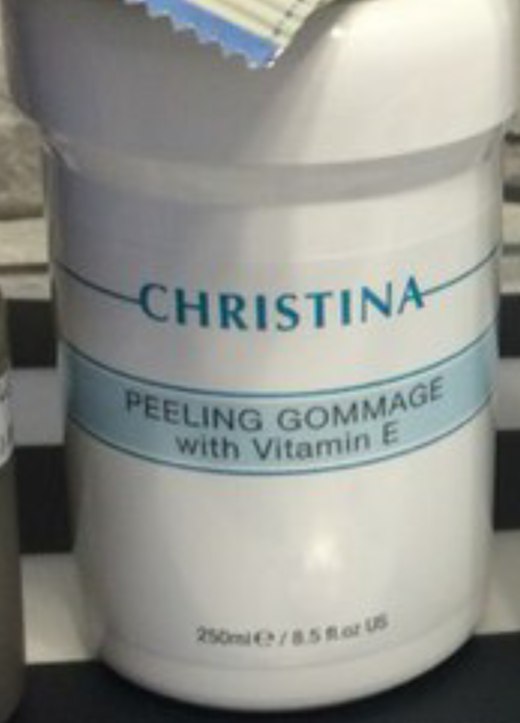 CHRISTINA
PEELING GOMMAGE
with Vitamin E
250ml℮ / 8.5 fl.oz US